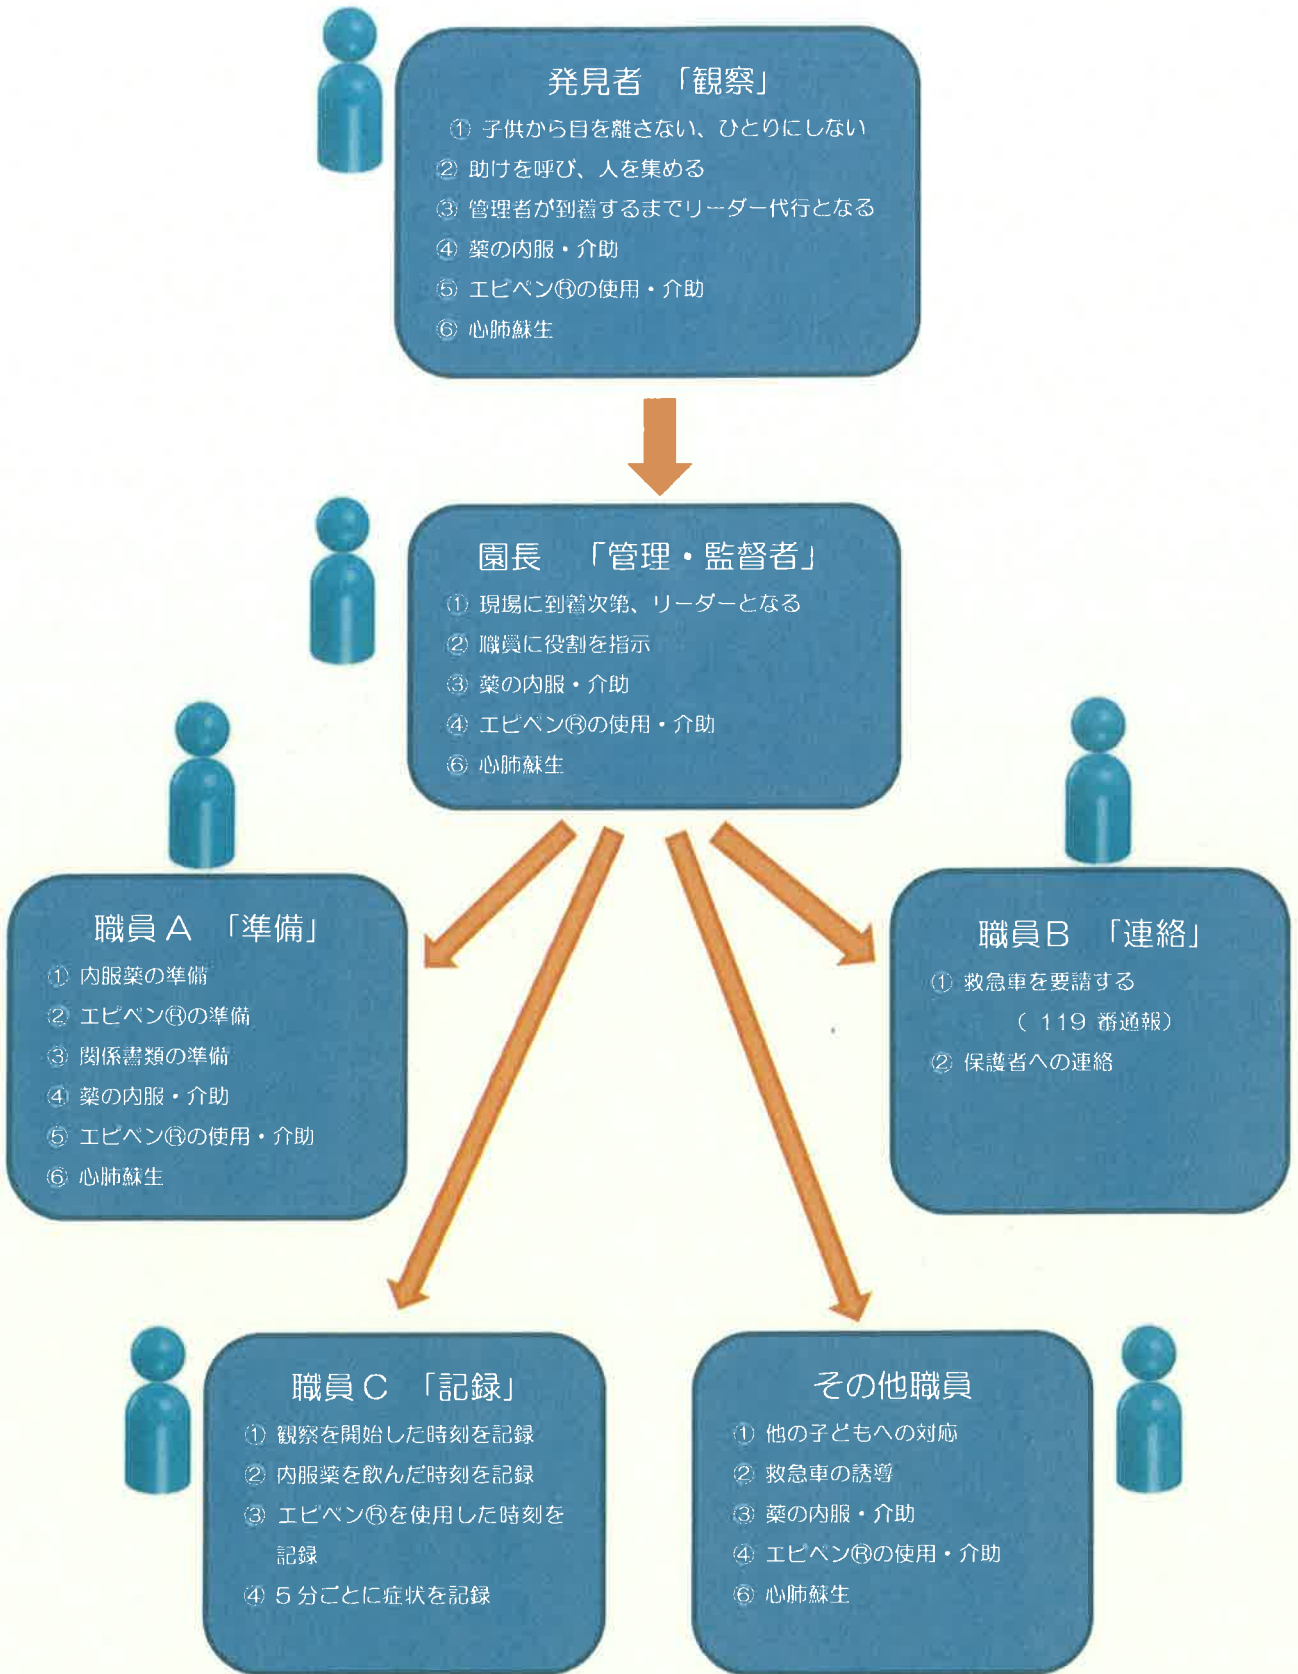 発見者 「観察」
① 子供から目を離さない、ひとりにしない
② 助けを呼び、人を集める
③ 管理者が到着するまでリーダー代行となる
④ 薬の内服・介助
⑤ エピペン®の使用・介助
⑥ 心肺蘇生
園長 「管理・監督者」
① 現場に到着次第、リーダーとなる
② 職員に役割を指示
③ 薬の内服・介助
④ エピペン®の使用・介助
⑥ 心肺蘇生
職員A 「準備」
① 内服薬の準備
② エピペン®の準備
③ 関係書類の準備
④ 薬の内服・介助
⑤ エピペン®の使用・介助
⑥ 心肺蘇生
職員B 「連絡」
① 救急車を要請する
( 119 番通報)
② 保護者への連絡
職員C 「記録」
① 観察を開始した時刻を記録
② 内服薬を飲んだ時刻を記録
③ エピペン®を使用した時刻を
記録
④ 5分ごとに症状を記録
その他職員
① 他の子どもへの対応
② 救急車の誘導
③ 薬の内服・介助
④ エピペン®の使用・介助
⑥ 心肺蘇生